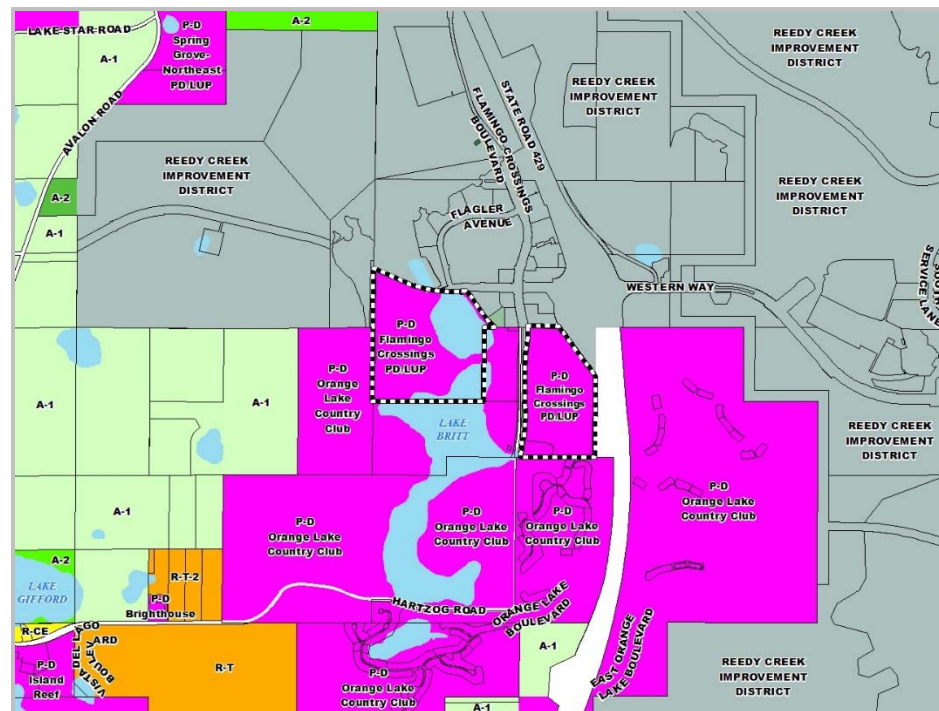 LAKE STAR ROAD
A-1
P-D
Spring
Grove-
Northeast
PD/LUP
A-2
AVALON ROAD
REEDY CREEK
IMPROVEMENT
DISTRICT
REEDY CREEK
IMPROVEMENT
DISTRICT
REEDY CREEK
IMPROVEMENT
DISTRICT
STATE ROAD 429
FLAMINGO CROSSINGS
BOULEVARD
A-2
A-1
FLAGLER
AVENUE
REEDY CREEK
IMPROVEMENT
DISTRICT
WESTERN WAY
SERVICE LANE
P-D
Flamingo
Crossings
PD/LUP
P-D
Orange
Lake
Country
Club
P-D
Flamingo
Crossings
PD/LUP
A-1
A-1
LAKE
BRITT
REEDY CREEK
IMPROVEMENT
DISTRICT
A-1
P-D
Orange Lake
Country Club
P-D
Orange Lake
Country Club
P-D
Orange Lake
Country Club
P-D
Orange Lake
Country Club
A-2
LAKE
GIFFORD
R-T-2
P-D
Brighthouse
HARTZOG ROAD
ORANGE LAKE
BOULEVARD
R-CE
VISTA DEL LAGO
BOULEVARD
P-D
Island
Reef
R-T
P-D
Orange Lake
Country Club
A-1
A-1
EAST ORANGE
LAKE BOULEVARD
REEDY CREEK
IMPROVEMENT
DISTRICT